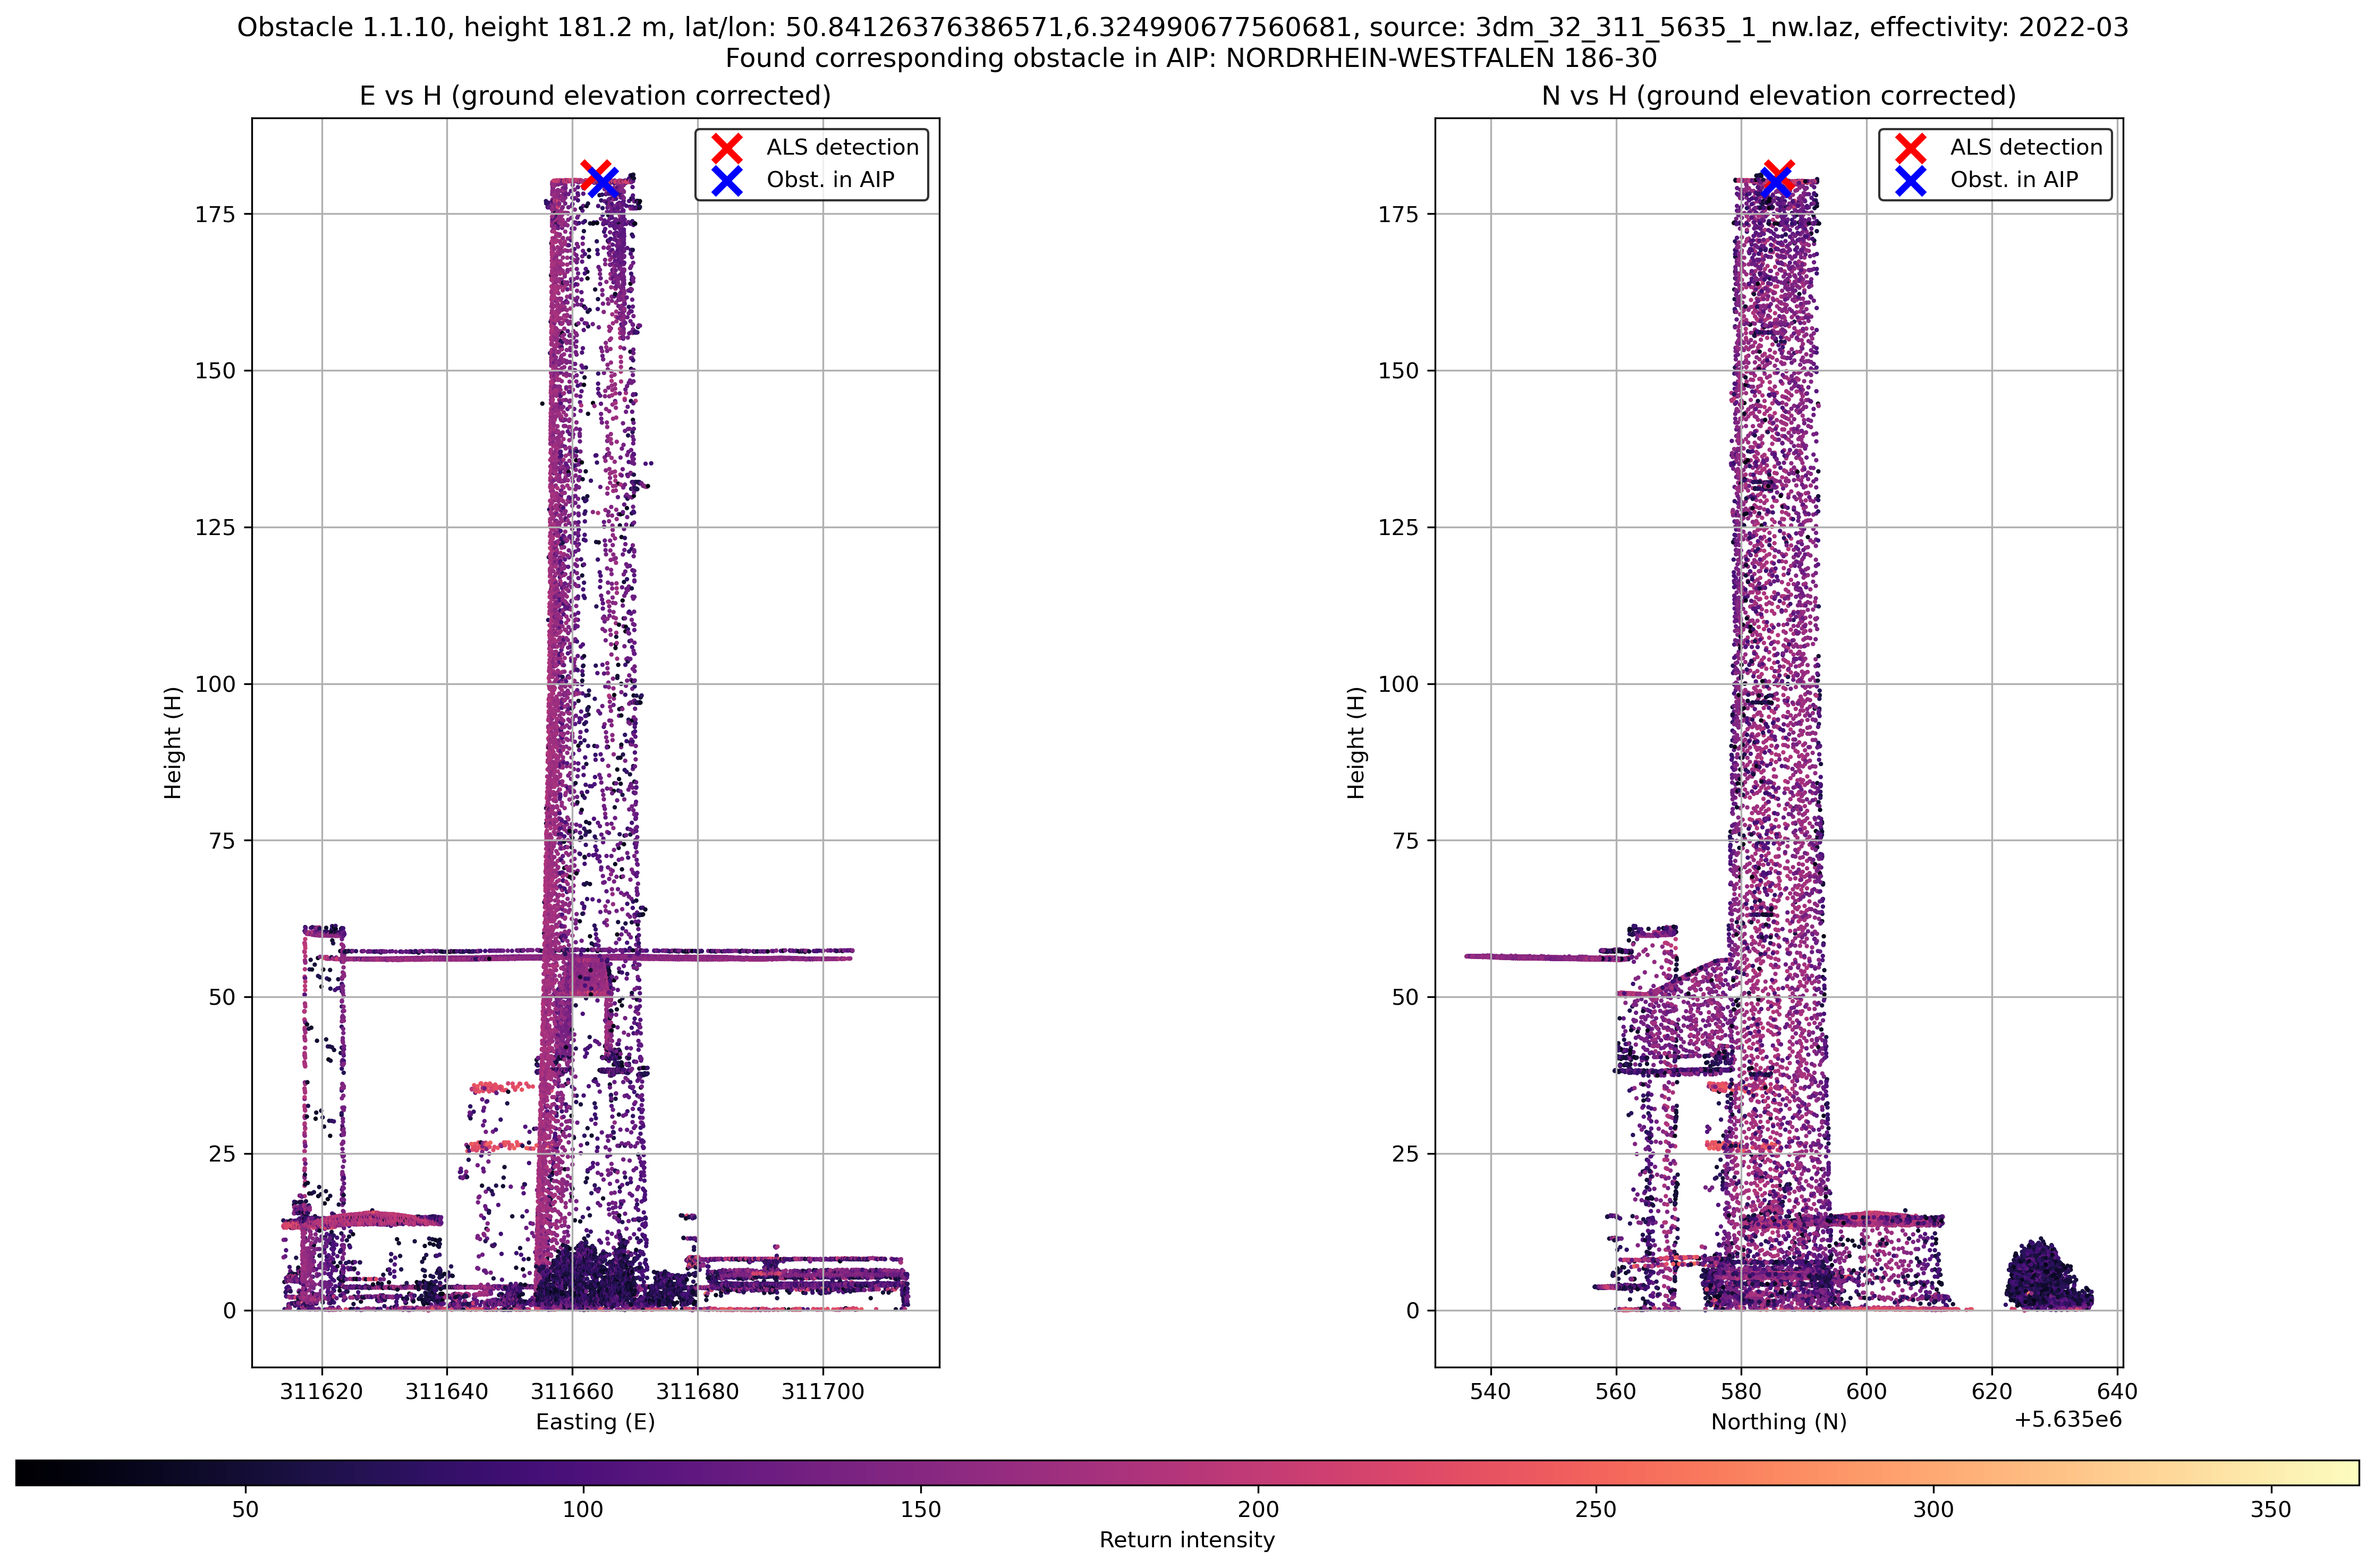 Obstacle 1.1.10, height 181.2 m, lat/lon: 50.84126376386571,6.324990677560681, source: 3dm_32_311_5635_1_nw.laz, effectivity: 2022-03
Found corresponding obstacle in AIP: NORDRHEIN-WESTFALEN 186-30
E vs H (ground elevation corrected)
ALS detection
Obst. in AIP
175
150
125
100
75
50
25
0
Height (H)
311620 311640 311660 311680 311700
Easting (E)
N vs H (ground elevation corrected)
ALS detection
Obst. in AIP
175
150
125
100
75
50
25
0
Height (H)
540 560 580 600 620 640
Northing (N)
+5.635e6
50 100 150 200 250 300 350
Return intensity